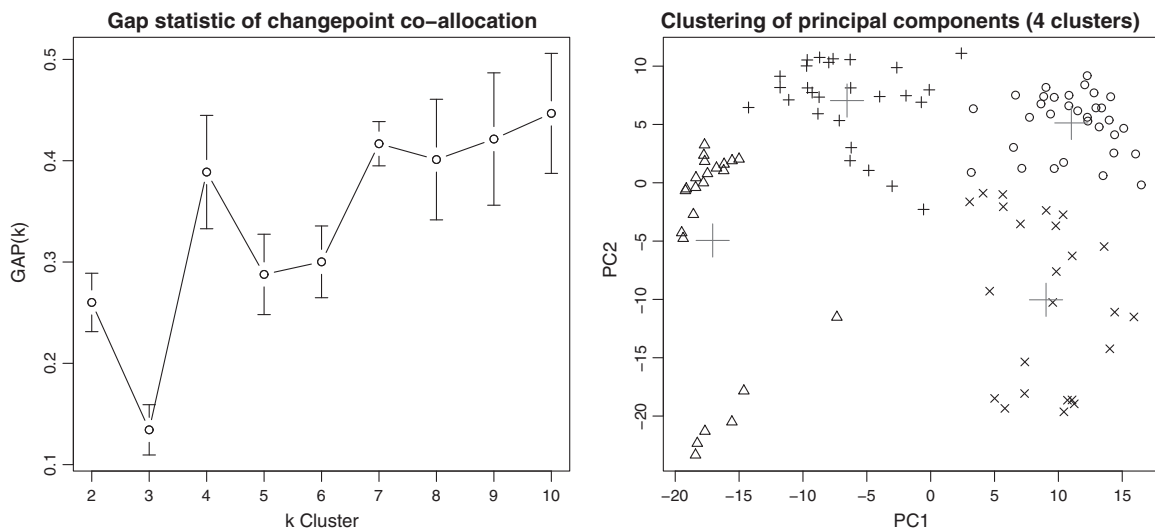 Gap statistic of changepoint co−allocation
GAP(k)
0.5
0.4
0.3
0.2
0.1
2 3 4 5 6 7 8 9 10
k Cluster
Clustering of principal components (4 clusters)
PC2
10
5
0
−5
−10
−15
−20
−20 −15 −10 −5 0 5 10 15
PC1